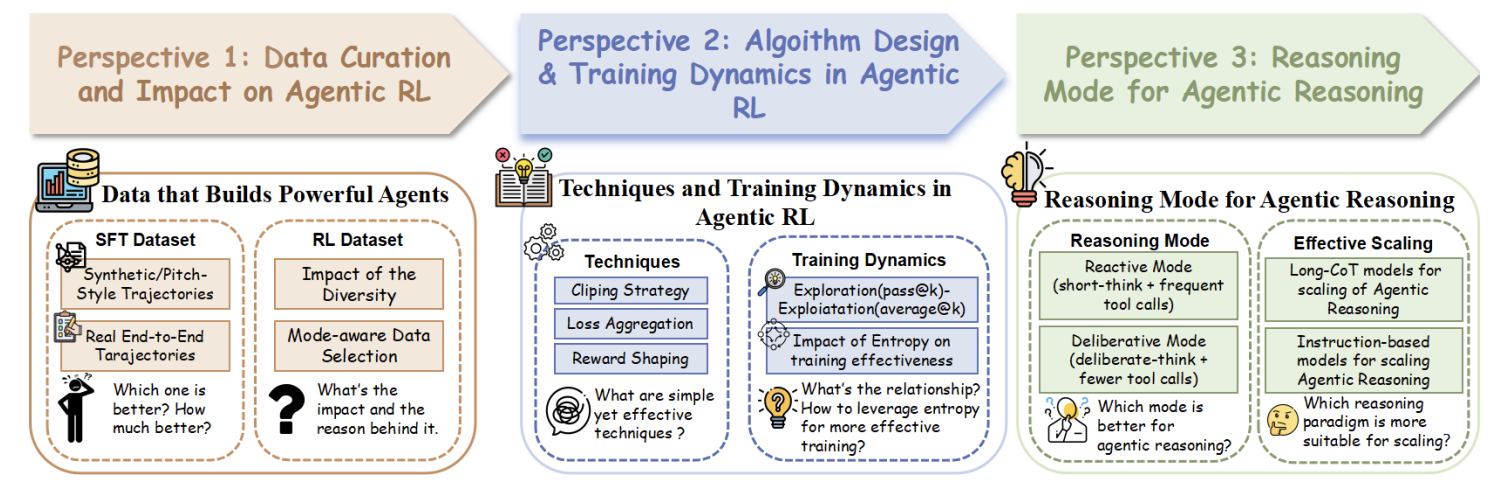 Perspective 1: Data Curation
and Impact on Agentic RL
Perspective 2: Algoithm Design
& Training Dynamics in Agentic
RL
Perspective 3: Reasoning
Mode for Agentic Reasoning
Data that Builds Powerful Agents
SFT Dataset
Synthetic/Pitch-
Style Trajectories
Real End-to-End
Tarajectories
Which one is
better? How
much better?
RL Dataset
Impact of the
Diversity
Mode-aware Data
Selection
What's the
impact and the
reason behind it.
Techniques and Training Dynamics in
Agentic RL
Techniques
Cliping Strategy
Loss Aggregation
Reward Shaping
What are simple
yet effective
techniques ?
Training Dynamics
Exploration(pass@k)-
Exploiatation(average@k)
Impact of Entropy on
training effectiveness
What's the relationship?
How to leverage entropy
for more effective
training?
Reasoning Mode for Agentic Reasoning
Reasoning Mode
Reactive Mode
(short-think + frequent
tool calls)
Deliberative Mode
(deliberate-think +
fewer tool calls)
Which mode is
better for
agentic reasoning?
Effective Scaling
Long-CoT models for
scaling of Agentic
Reasoning
Instruction-based
models for scaling
Agentic Reasoning
Which reasoning
paradigm is more
suitable for scaling?